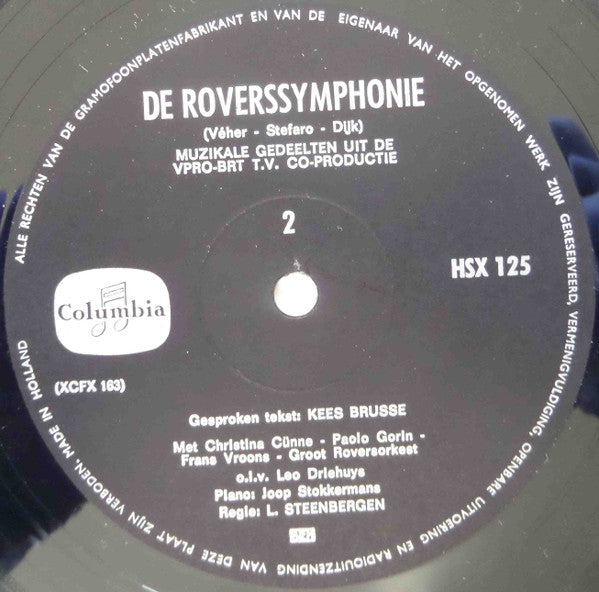 ALLE RECHTEN VAN DE GRAMOFOONPLATENFABRIKANT EN VAN DE EIGENAAR VAN HET OPGENOMEN WERK ZIJN GERESERVEERD, VERMENIGVULDIGING, OPENBARE UITVOERING EN RADIOUITZENDING VAN DEZE PLAAT ZIJN VERBODEN. MADE IN HOLLAND
DE ROVERSSYMPHONIE
(Véher - Stefaro - Dijk)
MUZIKALE GEDEELTEN UIT DE
VPRO-BRT T.V. CO-PRODUCTIE
2
HSX 125
Columbia
(XCFX 163)
Gesproken tekst: KEES BRUSSE
Met Christina Cünne - Paolo Gorin -
Frans Vroons - Groot Roversorkest
o.l.v. Leo Driehuys
Piano: Joop Stokkermans
Regie: L. STEENBERGEN